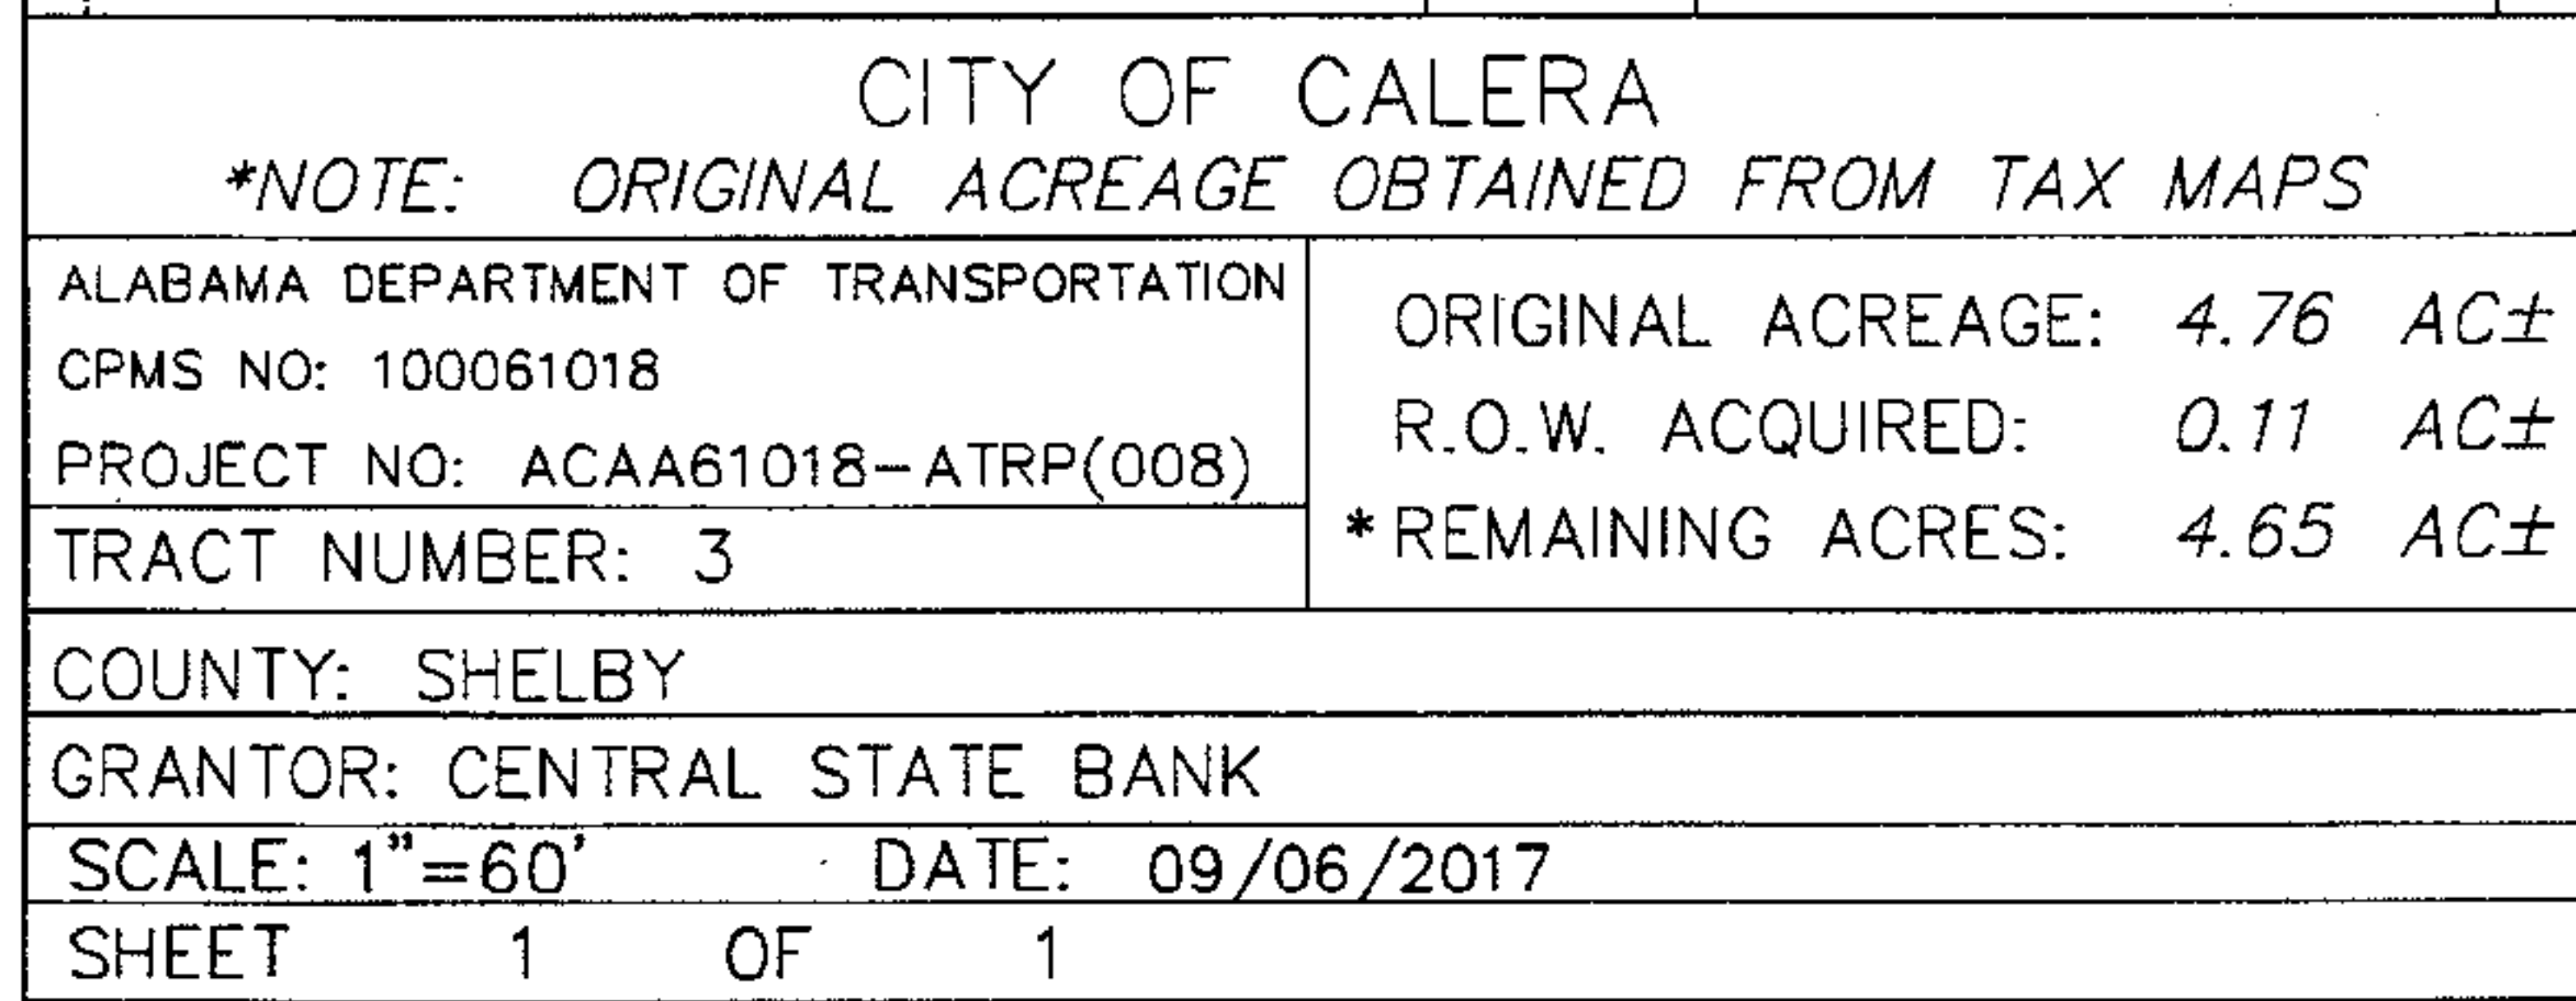 CITY OF CALERA
*NOTE: ORIGINAL ACREAGE OBTAINED FROM TAX MAPS
ALABAMA DEPARTMENT OF TRANSPORTATION
CPMS NO: 100061018
PROJECT NO: ACAA61018-ATRP(008)
TRACT NUMBER: 3
ORIGINAL ACREAGE: 4.76 AC±
R.O.W. ACQUIRED: 0.11 AC±
*REMAINING ACRES: 4.65 AC±
COUNTY: SHELBY
GRANTOR: CENTRAL STATE BANK
SCALE: 1"=60' DATE: 09/06/2017
SHEET 1 OF 1